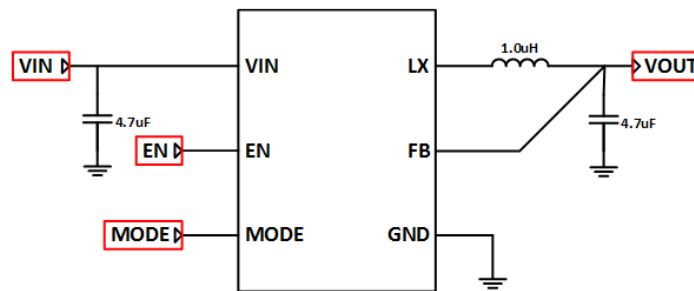 1.0uH
VIN
VIN
LX
VOUT
4.7uF
4.7uF
EN
EN
FB
MODE
MODE
GND